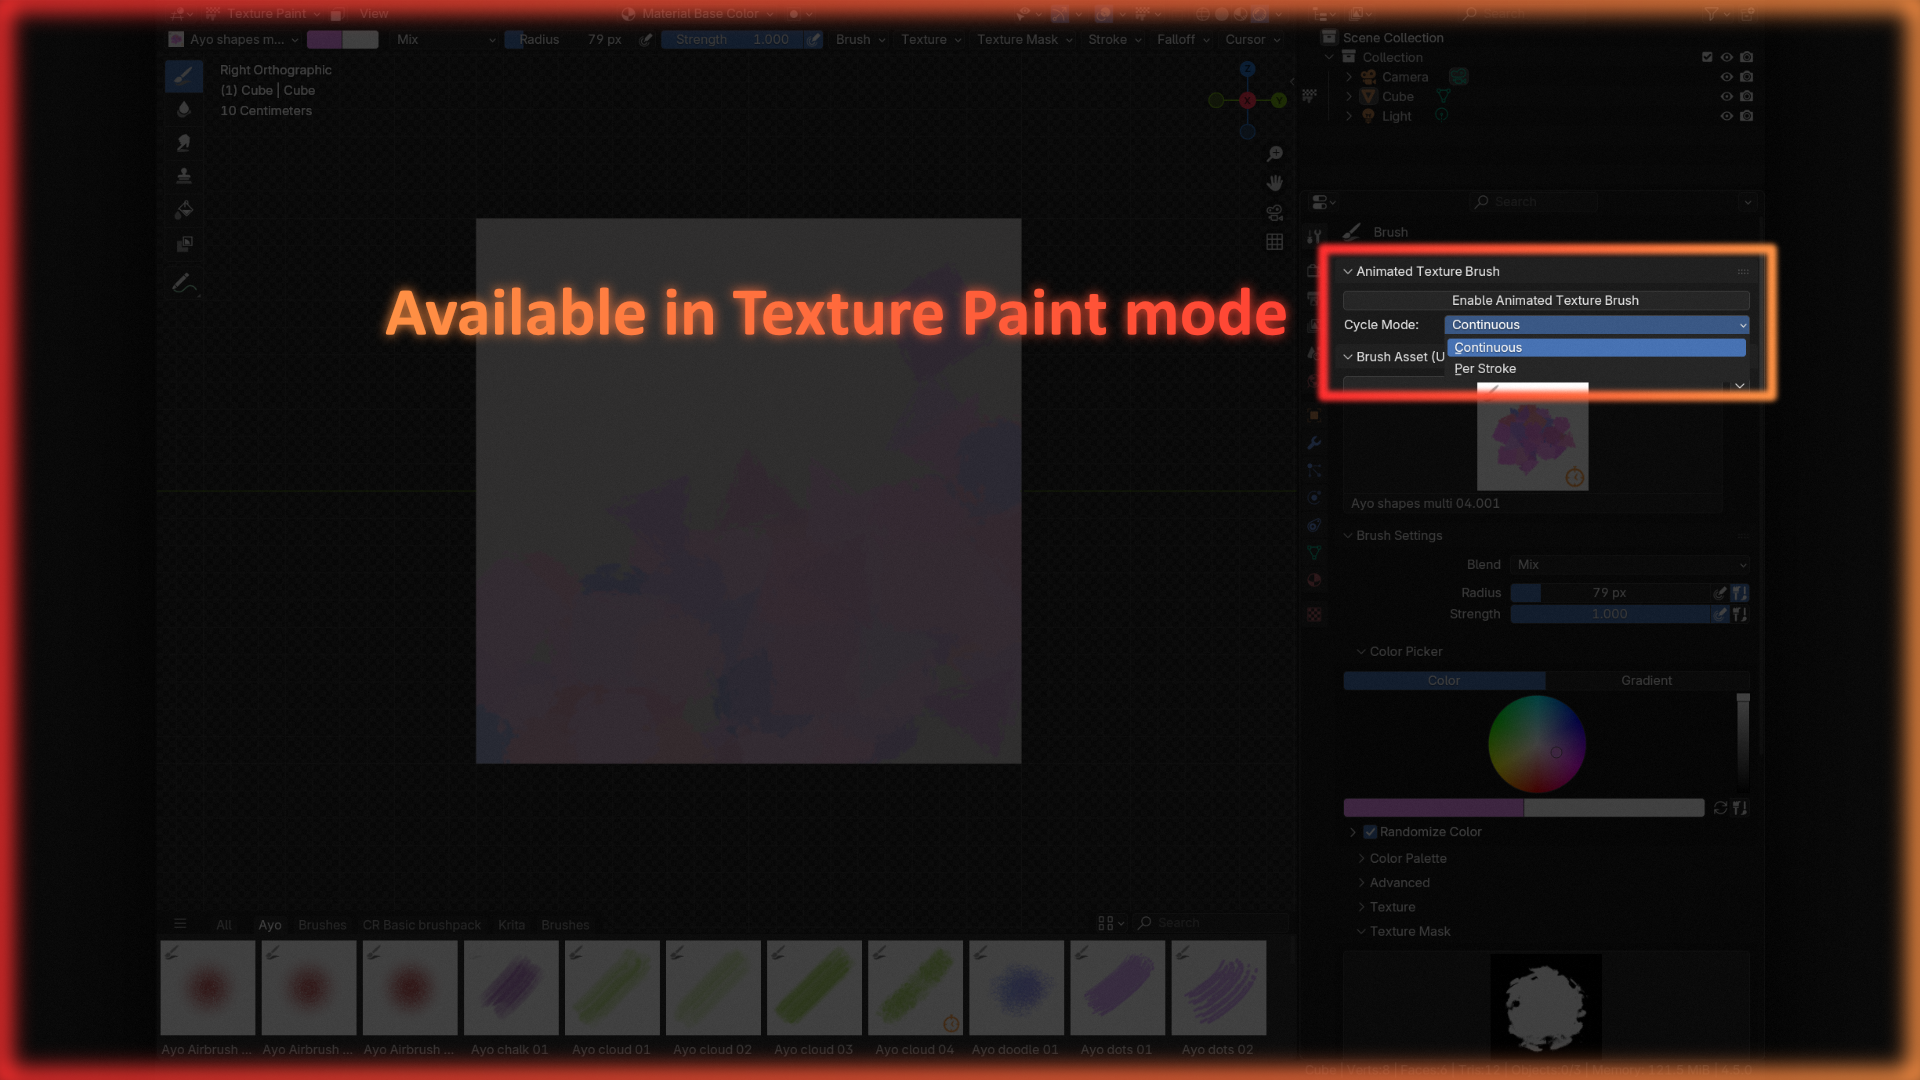 Texture Paint
View
Material Base Color
Search
Ayo shapes m...
Mix
Radius
79 px
Strength
1.000
Brush
Texture
Texture Mask
Stroke
Falloff
Cursor
Right Orthographic
(1) Cube | Cube
10 Centimeters
Z
X
Y
Scene Collection
Collection
Camera
Cube
Light
Search
Brush
Available in Texture Paint mode
Animated Texture Brush
Enable Animated Texture Brush
Cycle Mode:
Continuous
Continuous
Brush Asset (U
Per Stroke
Ayo shapes multi 04.001
Brush Settings
Blend
Mix
Radius
79 px
Strength
1.000
Color Picker
Color
Gradient
Randomize Color
Color Palette
Advanced
Texture
Texture Mask
All
Ayo
Brushes
CR Basic brushpack
Krita
Brushes
Search
Ayo Airbrush ...
Ayo Airbrush ...
Ayo Airbrush ...
Ayo chalk 01
Ayo cloud 01
Ayo cloud 02
Ayo cloud 03
Ayo cloud 04
Ayo doodle 01
Ayo dots 01
Ayo dots 02